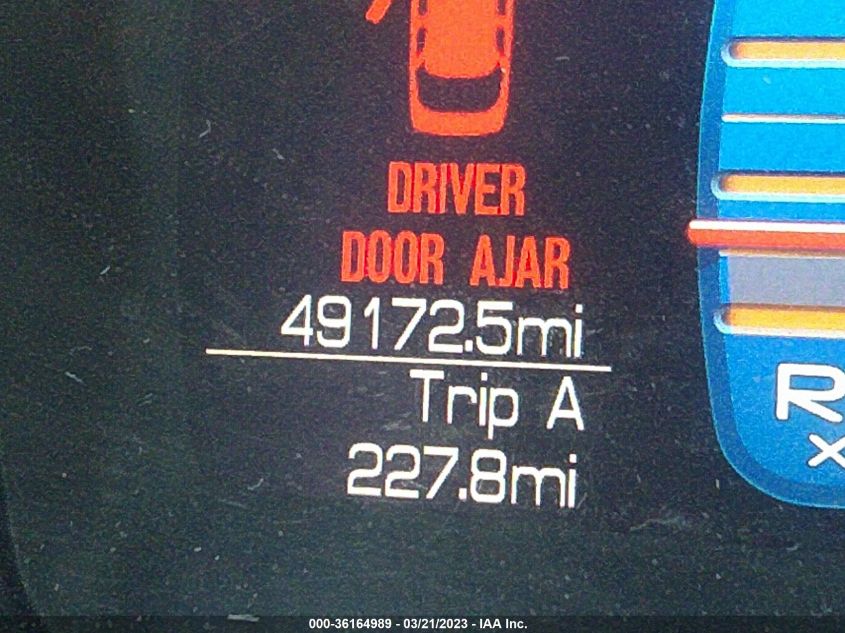 DRIVER
DOOR AJAR
49172.5mi
Trip A
227.8mi
R
x
000-36164989 — 03/21/2023 - IAA Inc.